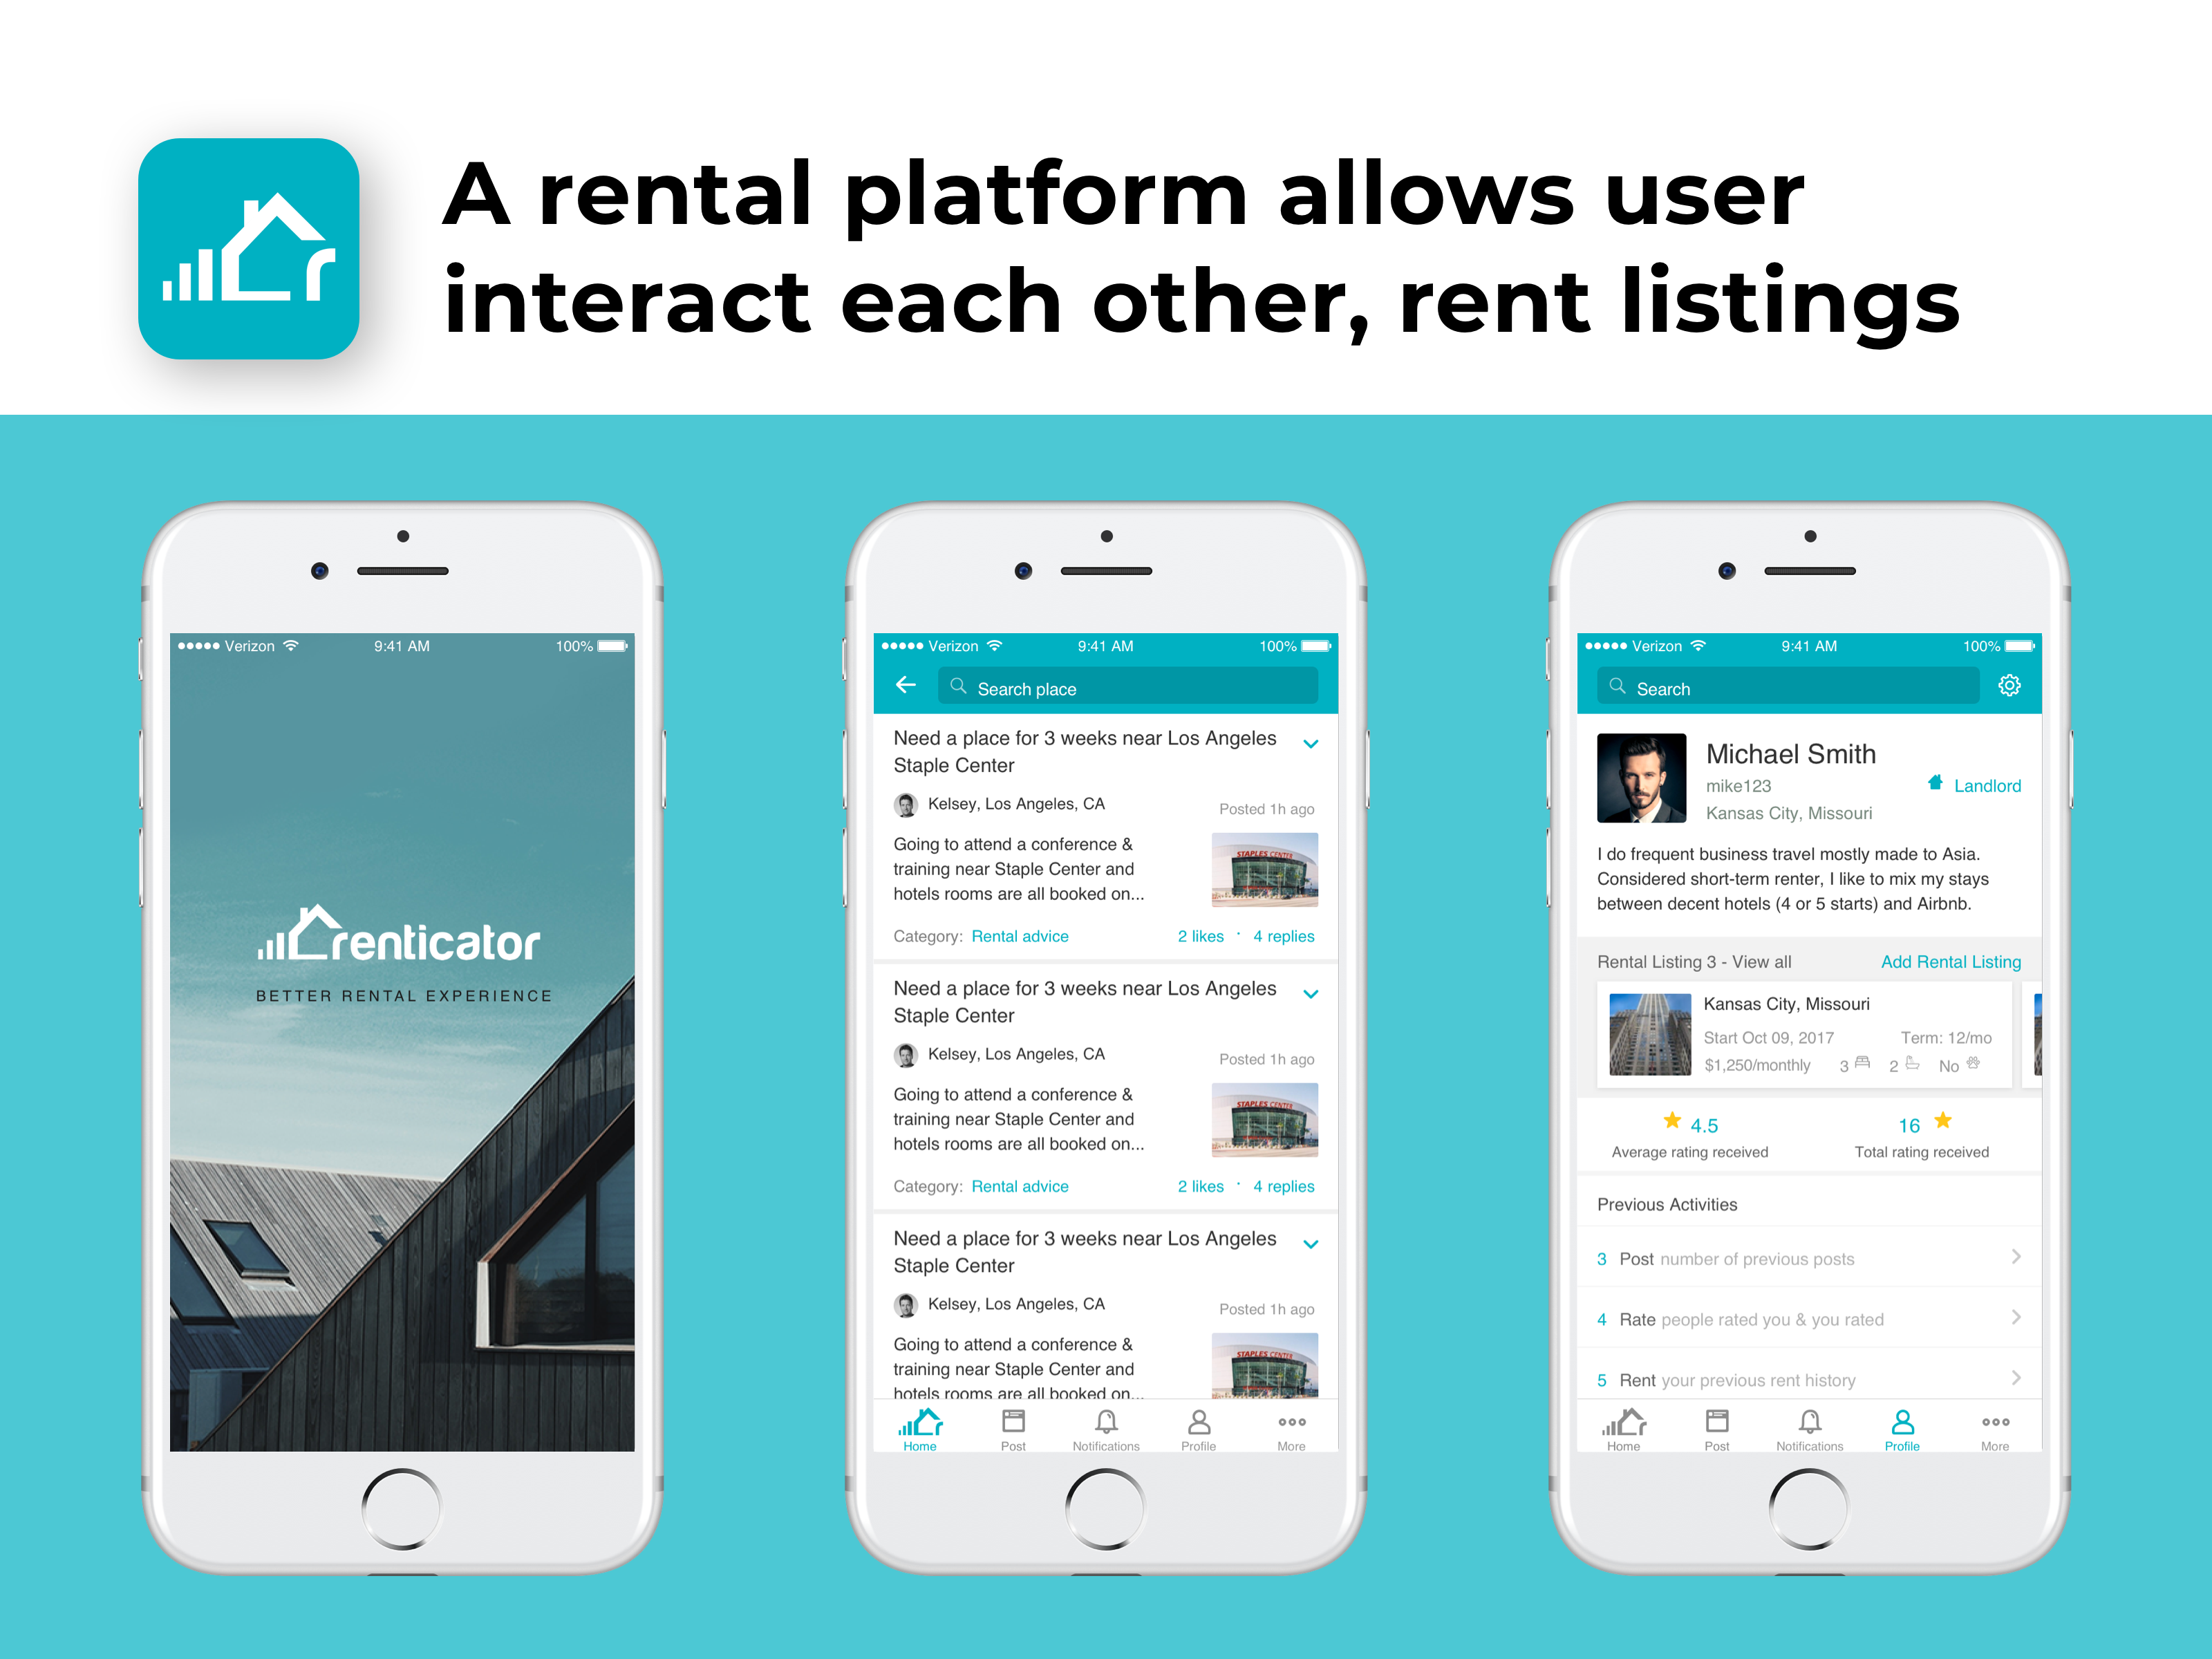 A rental platform allows user
interact each other, rent listings
Verizon 9:41 AM 100%
renticator
BETTER RENTAL EXPERIENCE
Verizon 9:41 AM 100%
Search place
Need a place for 3 weeks near Los Angeles
Staple Center
Kelsey, Los Angeles, CA
Posted 1h ago
Going to attend a conference &
training near Staple Center and
hotels rooms are all booked on...
STAPLES CENTER
Category: Rental advice 2 likes · 4 replies
Need a place for 3 weeks near Los Angeles
Staple Center
Kelsey, Los Angeles, CA
Posted 1h ago
Going to attend a conference &
training near Staple Center and
hotels rooms are all booked on...
STAPLES CENTER
Category: Rental advice 2 likes · 4 replies
Need a place for 3 weeks near Los Angeles
Staple Center
Kelsey, Los Angeles, CA
Posted 1h ago
Going to attend a conference &
training near Staple Center and
hotels rooms are all booked on...
STAPLES CENTER
Home Post Notifications Profile More
Verizon 9:41 AM 100%
Search
Michael Smith
mike123
Landlord
Kansas City, Missouri
I do frequent business travel mostly made to Asia.
Considered short-term renter, I like to mix my stays
between decent hotels (4 or 5 starts) and Airbnb.
Rental Listing 3 - View all Add Rental Listing
Kansas City, Missouri
Start Oct 09, 2017 Term: 12/mo
$1,250/monthly 3 2 No
4.5 16
Average rating received Total rating received
Previous Activities
3 Post number of previous posts
4 Rate people rated you & you rated
5 Rent your previous rent history
Home Post Notifications Profile More